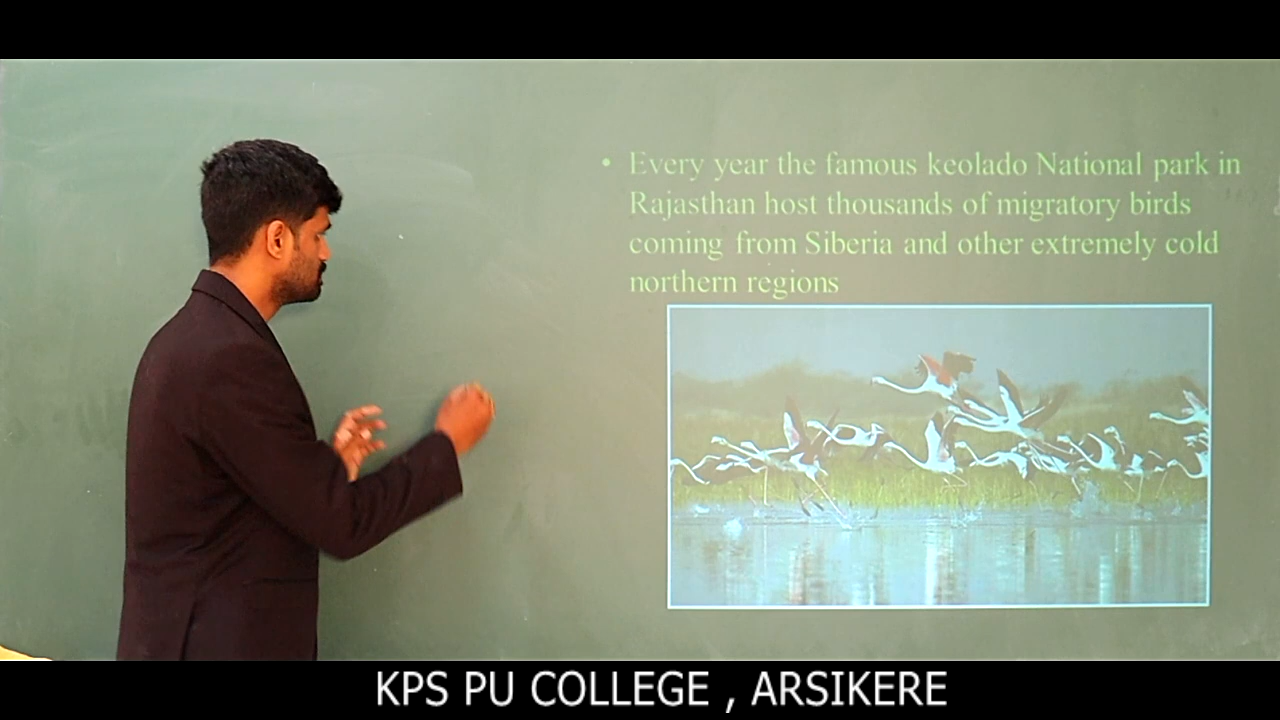 • Every year the famous keolado National park in
Rajasthan host thousands of migratory birds
coming from Siberia and other extremely cold
northern regions
KPS PU COLLEGE , ARSIKERE